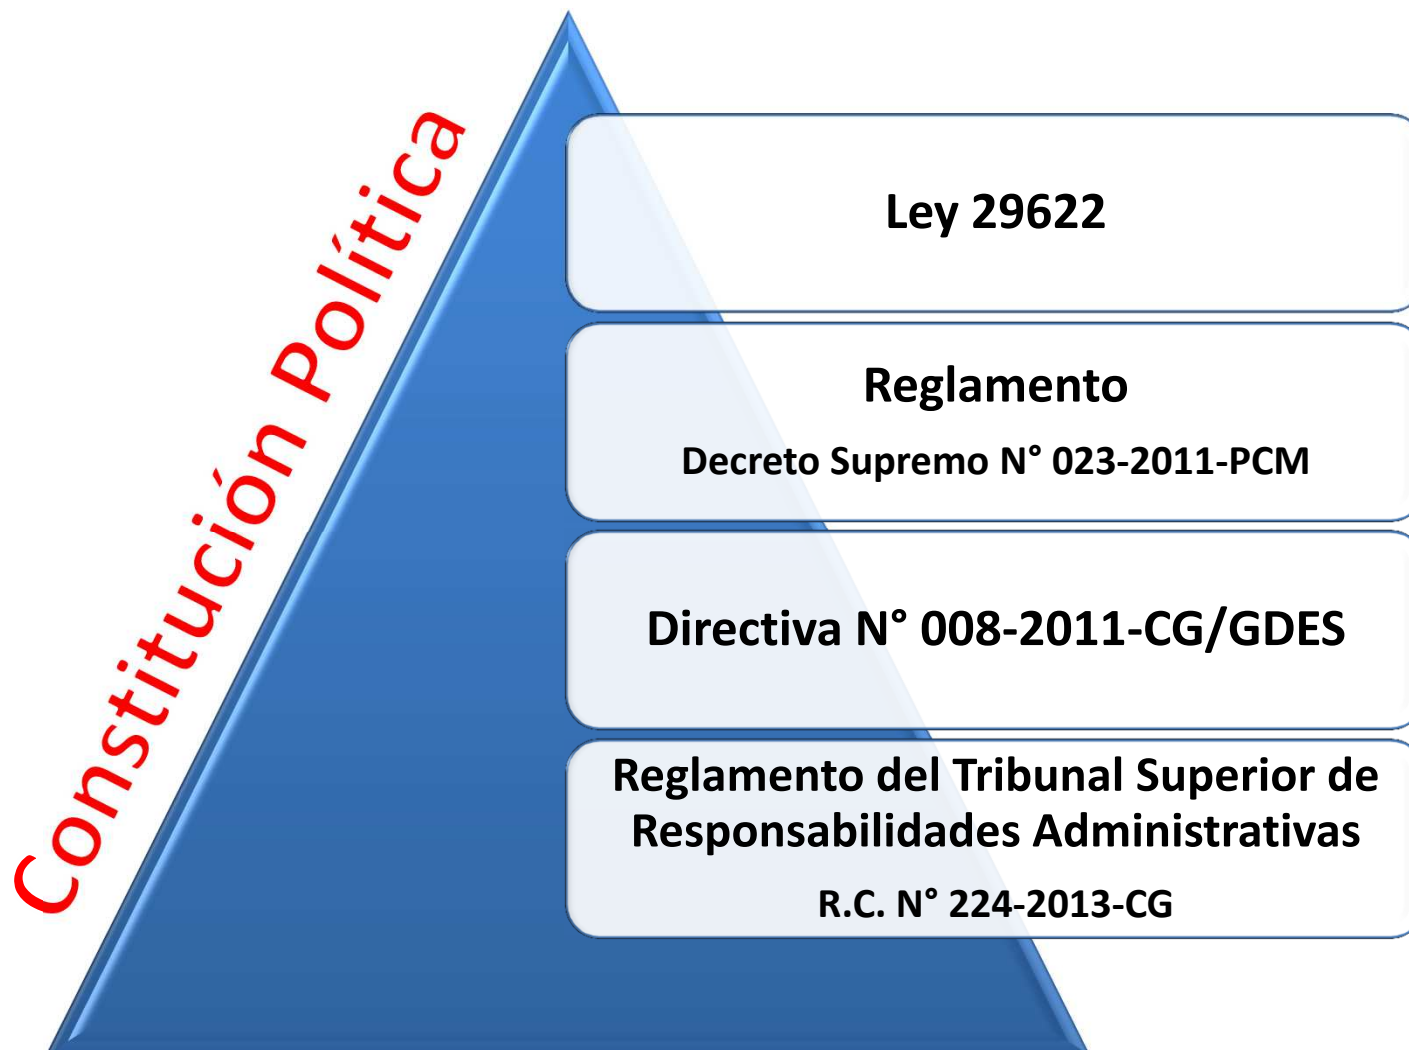 Constitución Política
Ley 29622
Reglamento
Decreto Supremo N° 023-2011-PCM
Directiva N° 008-2011-CG/GDES
Reglamento del Tribunal Superior de
Responsabilidades Administrativas
R.C. N° 224-2013-CG